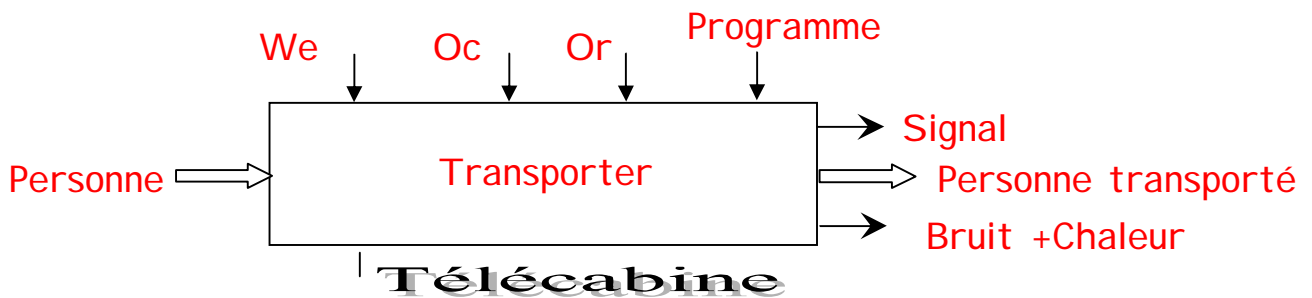 We Oc Or Programme
Signal
Personne Transporter Personne transporté
Bruit +Chaleur
Télécabine